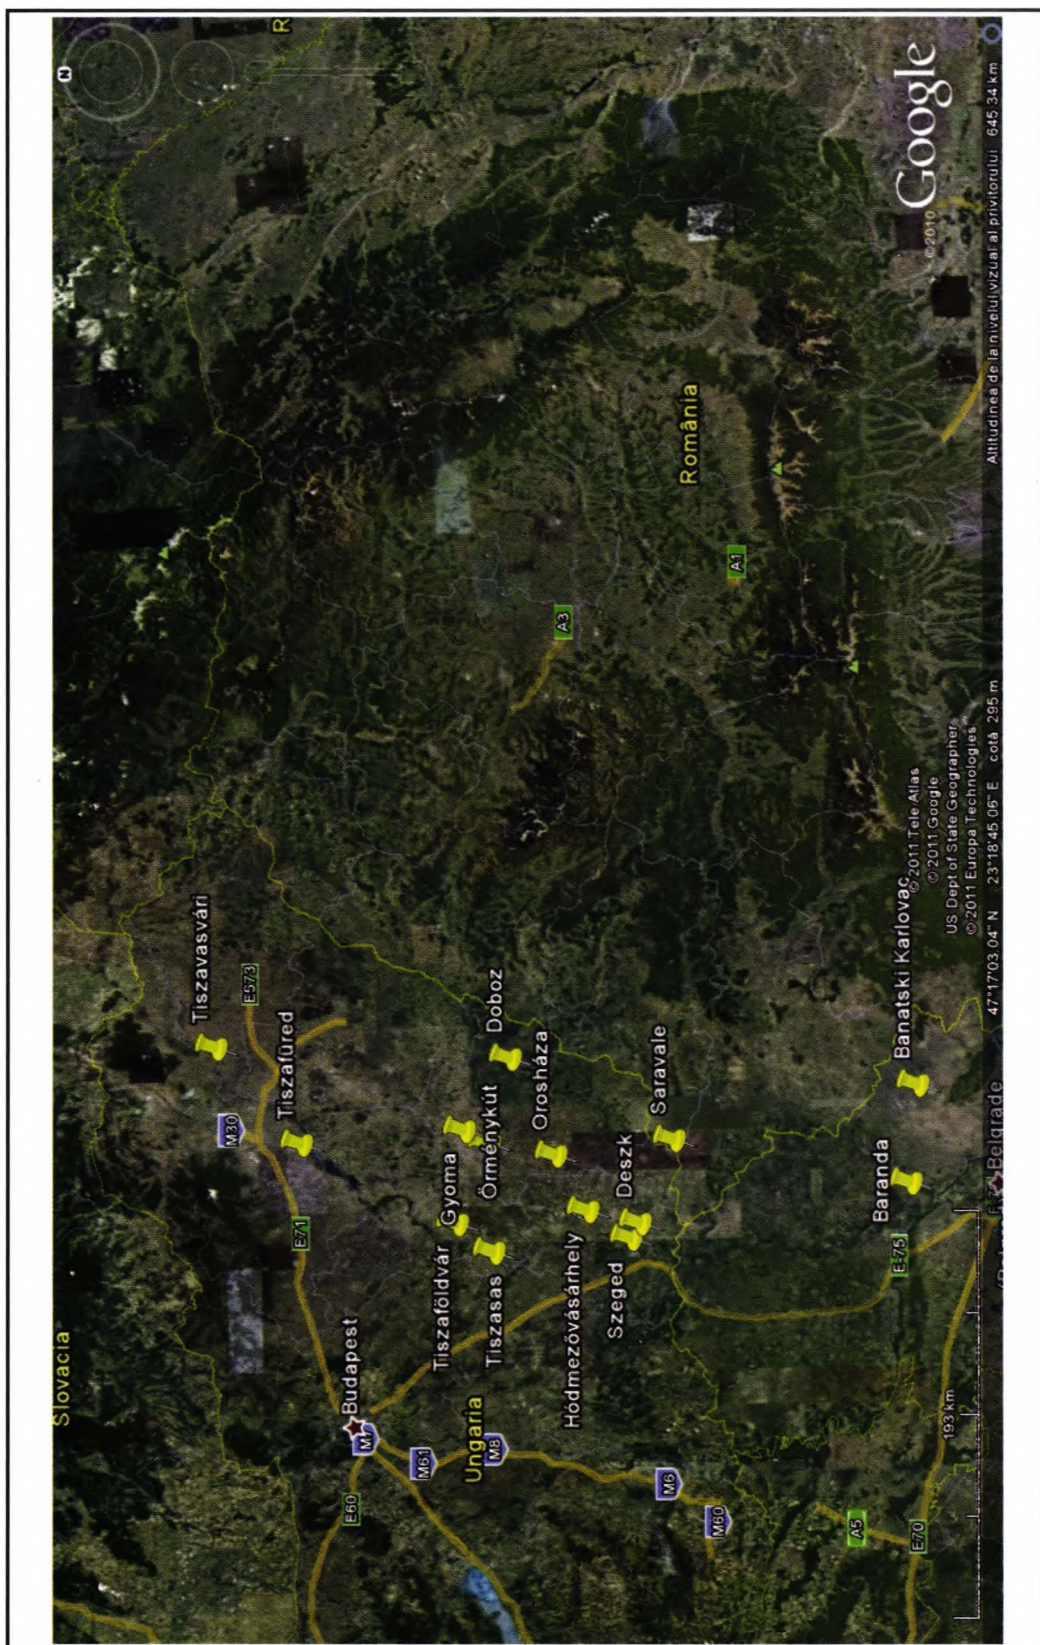 Slovacia
R
N
Tiszavasvári
E573
M30
Tiszafüred
E71
Budapest
M7
E60
M61
Ungaria
M8
Tiszaföldvár
Gyoma
Örménykút
Doboz
Tiszasas
Orosháza
Hódmezővásárhely
Deszk
Szeged
Saravale
M6
M60
A3
România
A1
Baranda
Banatski Karlovac
E-75
Belgrade
A5
E70
193 km
© 2011 Tele Atlas
© 2011 Google
US Dept of State Geographer
© 2011 Europa Technologies
© 2010 Google
47°17'03.04" N 23°18'45.06" E cotă 295 m
Altitudinea de la nivelul vizual al privitorului 645.34 km